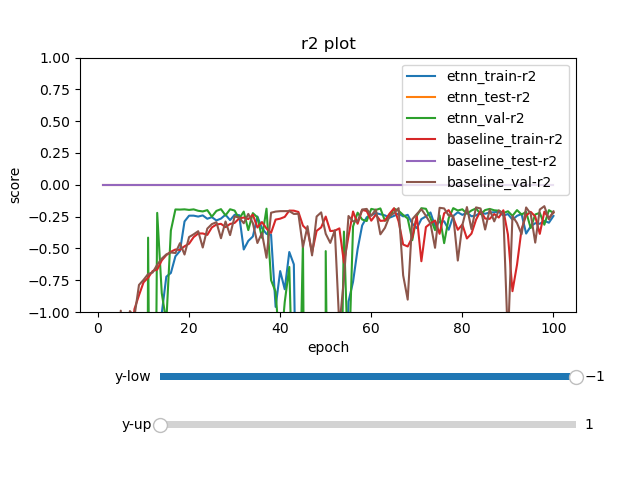 r2 plot
1.00
0.75
0.50
0.25
0.00
−0.25
−0.50
−0.75
−1.00
score
etnn_train-r2
etnn_test-r2
etnn_val-r2
baseline_train-r2
baseline_test-r2
baseline_val-r2
0 20 40 60 80 100
epoch
y-low −1
y-up 1